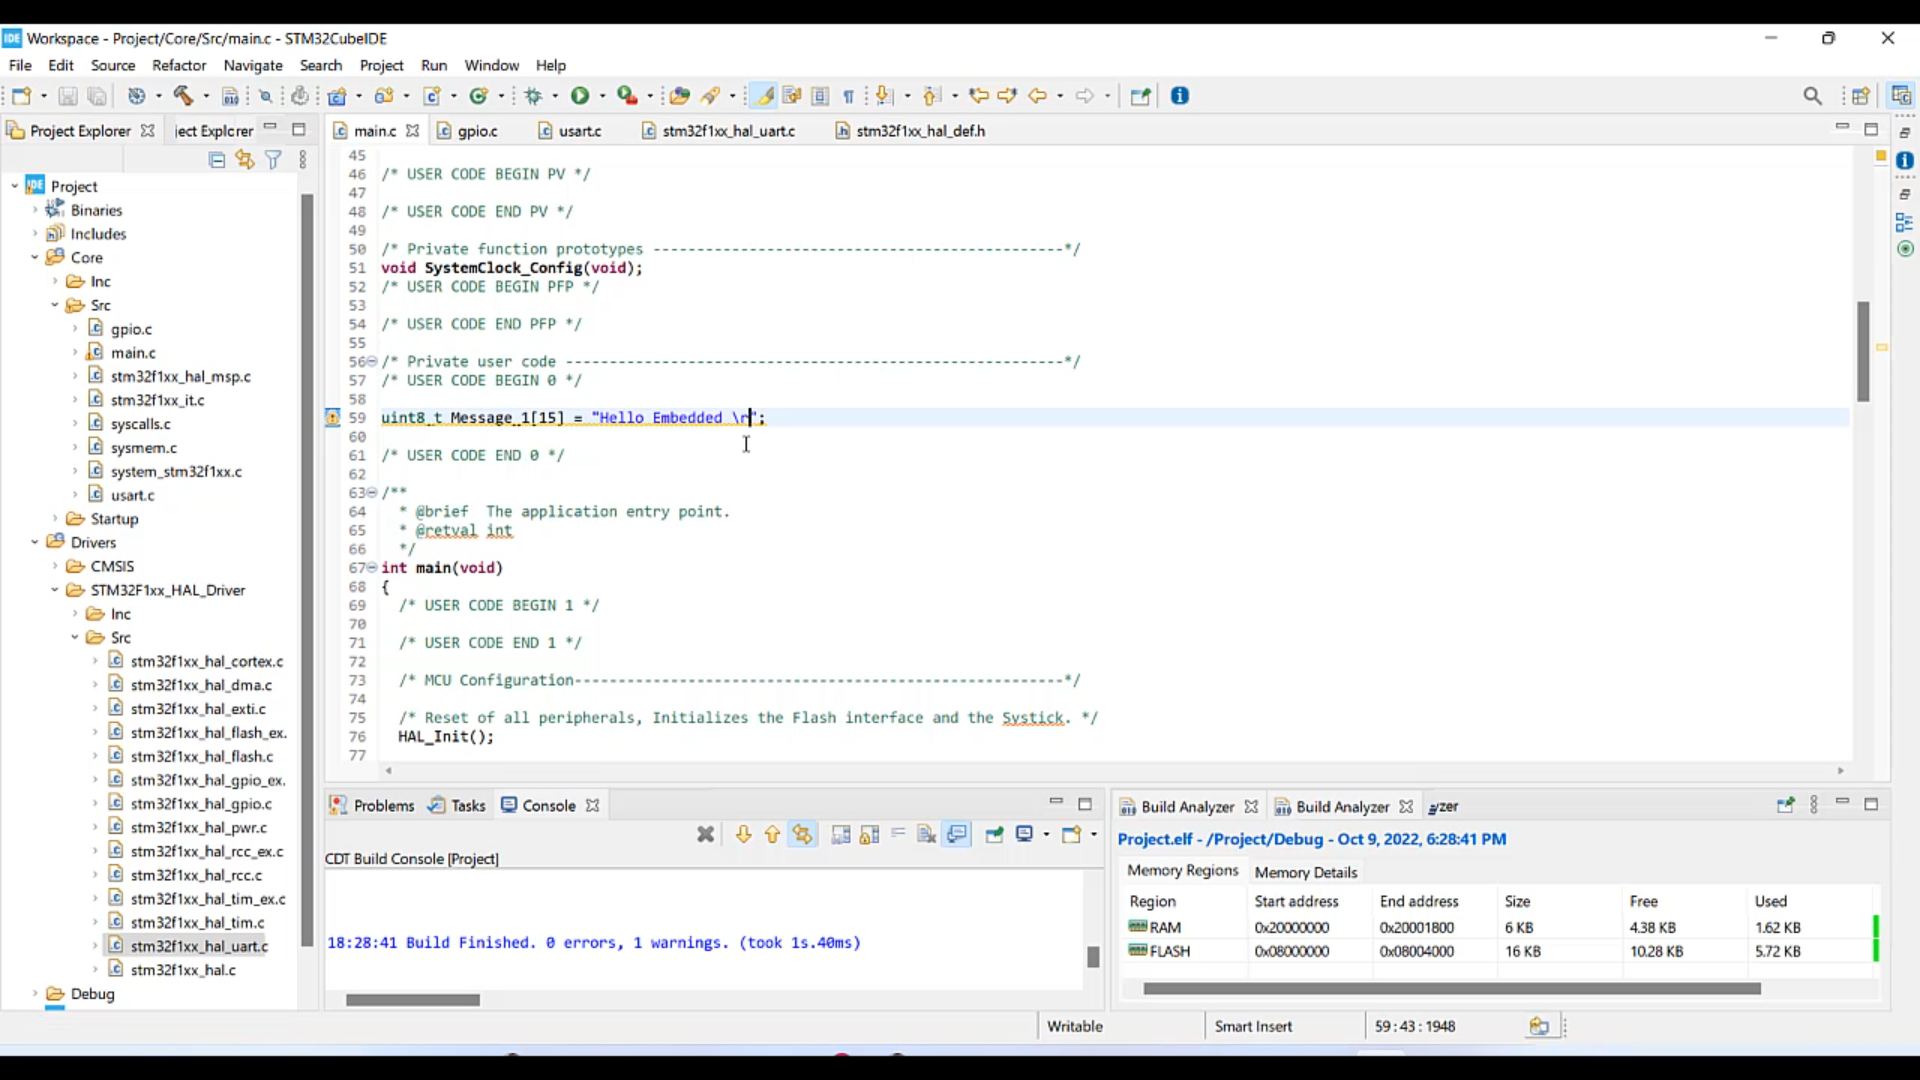 Workspace - Project/Core/Src/main.c - STM32CubeIDE
File Edit Source Refactor Navigate Search Project Run Window Help
Project Explorer
ject Explorer
main.c
gpio.c
usart.c
stm32f1xx_hal_uart.c
stm32f1xx_hal_def.h
Project
Binaries
Includes
Core
Inc
Src
gpio.c
main.c
stm32f1xx_hal_msp.c
stm32f1xx_it.c
syscalls.c
sysmem.c
system_stm32f1xx.c
usart.c
Startup
Drivers
CMSIS
STM32F1xx_HAL_Driver
Inc
Src
stm32f1xx_hal_cortex.c
stm32f1xx_hal_dma.c
stm32f1xx_hal_exti.c
stm32f1xx_hal_flash_ex.
stm32f1xx_hal_flash.c
stm32f1xx_hal_gpio_ex.
stm32f1xx_hal_gpio.c
stm32f1xx_hal_pwr.c
stm32f1xx_hal_rcc_ex.c
stm32f1xx_hal_rcc.c
stm32f1xx_hal_tim_ex.c
stm32f1xx_hal_tim.c
stm32f1xx_hal_uart.c
stm32f1xx_hal.c
Debug
45
46 /* USER CODE BEGIN PV */
47
48 /* USER CODE END PV */
49
50 /* Private function prototypes -----------------------------------------------*/
51 void SystemClock_Config(void);
52 /* USER CODE BEGIN PFP */
53
54 /* USER CODE END PFP */
55
56 /* Private user code ---------------------------------------------------------*/
57 /* USER CODE BEGIN 0 */
58
59 uint8_t Message_1[15] = "Hello Embedded \r";
60
61 /* USER CODE END 0 */
62
63 /**
64 * @brief The application entry point.
65 * @retval int
66 */
67 int main(void)
68 {
69 /* USER CODE BEGIN 1 */
70
71 /* USER CODE END 1 */
72
73 /* MCU Configuration--------------------------------------------------------*/
74
75 /* Reset of all peripherals, Initializes the Flash interface and the Systick. */
76 HAL_Init();
77
Problems Tasks Console
CDT Build Console [Project]
18:28:41 Build Finished. 0 errors, 1 warnings. (took 1s.40ms)
Build Analyzer Build Analyzer yzer
Project.elf - /Project/Debug - Oct 9, 2022, 6:28:41 PM
Memory Regions Memory Details
Region Start address End address Size Free Used
RAM 0x20000000 0x20001800 6 KB 4.38 KB 1.62 KB
FLASH 0x08000000 0x08004000 16 KB 10.28 KB 5.72 KB
Writable Smart Insert 59 : 43 : 1948